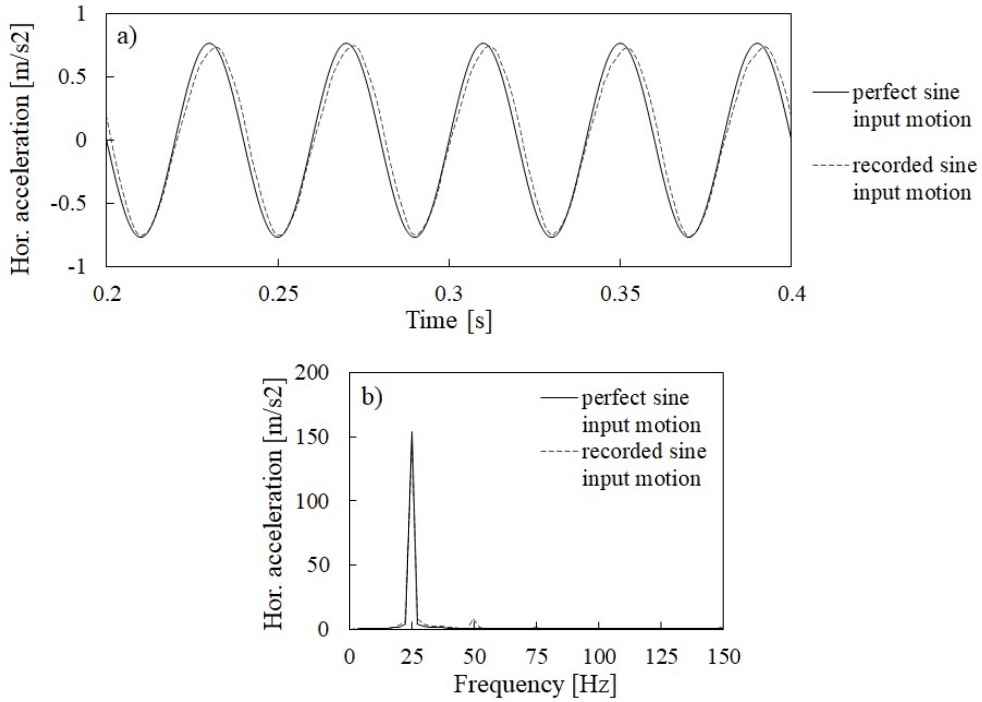 a)
Hor. acceleration [m/s2]
1
0.5
0
-0.5
-1
0.2
0.25
0.3
0.35
0.4
Time [s]
perfect sine
input motion
recorded sine
input motion
b)
Hor. acceleration [m/s2]
200
150
100
50
0
0
25
50
75
100
125
150
Frequency [Hz]
perfect sine
input motion
recorded sine
input motion